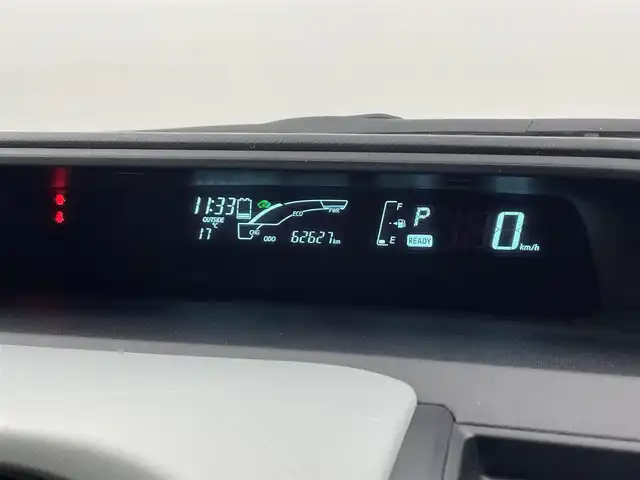 11:33
OUTSIDE
17 °C
ECO
PWR
CHG
ODO 62627 km
F
E
P
READY
0 km/h